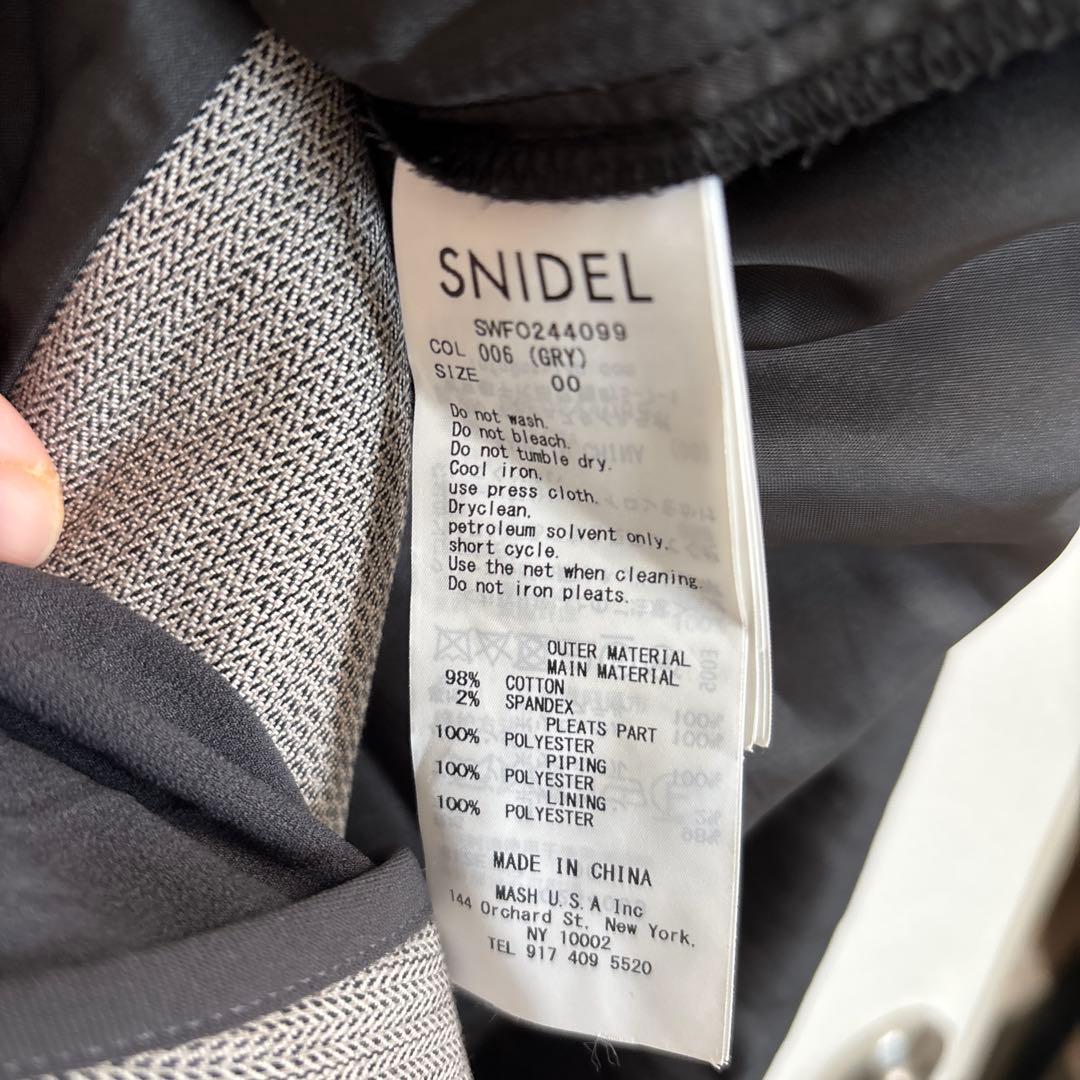 SNIDEL
SWFO244099
COL 006 (GRY)
SIZE 00
Do not wash.
Do not bleach.
Do not tumble dry.
Cool iron.
use press cloth.
Dryclean,
petroleum solvent only.
short cycle.
Use the net when cleaning.
Do not iron pleats.
OUTER MATERIAL
MAIN MATERIAL
98% COTTON
2% SPANDEX
PLEATS PART
100% POLYESTER
PIPING
100% POLYESTER
LINING
100% POLYESTER
MADE IN CHINA
MASH U.S.A Inc
144 Orchard St, New York,
NY 10002
TEL 917 409 5520